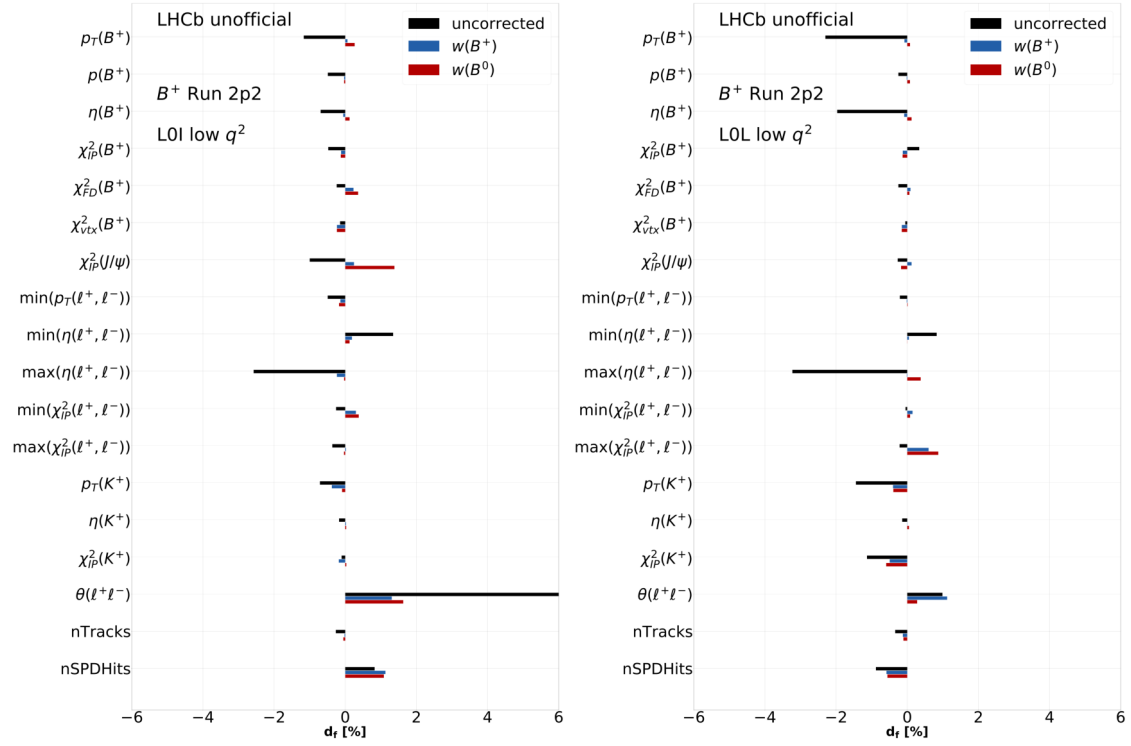 LHCb unofficial
uncorrected
w(B⁺)
w(B⁰)
B⁺ Run 2p2
L0I low q²
p_T(B⁺)
p(B⁺)
η(B⁺)
χ²_IP(B⁺)
χ²_FD(B⁺)
χ²_vtx(B⁺)
χ²_IP(J/ψ)
min(p_T(ℓ⁺, ℓ⁻))
min(η(ℓ⁺, ℓ⁻))
max(η(ℓ⁺, ℓ⁻))
min(χ²_IP(ℓ⁺, ℓ⁻))
max(χ²_IP(ℓ⁺, ℓ⁻))
p_T(K⁺)
η(K⁺)
χ²_IP(K⁺)
θ(ℓ⁺ℓ⁻)
nTracks
nSPDHits
−6 −4 −2 0 2 4 6
d_f [%]
LHCb unofficial
uncorrected
w(B⁺)
w(B⁰)
B⁺ Run 2p2
L0L low q²
p_T(B⁺)
p(B⁺)
η(B⁺)
χ²_IP(B⁺)
χ²_FD(B⁺)
χ²_vtx(B⁺)
χ²_IP(J/ψ)
min(p_T(ℓ⁺, ℓ⁻))
min(η(ℓ⁺, ℓ⁻))
max(η(ℓ⁺, ℓ⁻))
min(χ²_IP(ℓ⁺, ℓ⁻))
max(χ²_IP(ℓ⁺, ℓ⁻))
p_T(K⁺)
η(K⁺)
χ²_IP(K⁺)
θ(ℓ⁺ℓ⁻)
nTracks
nSPDHits
−6 −4 −2 0 2 4 6
d_f [%]